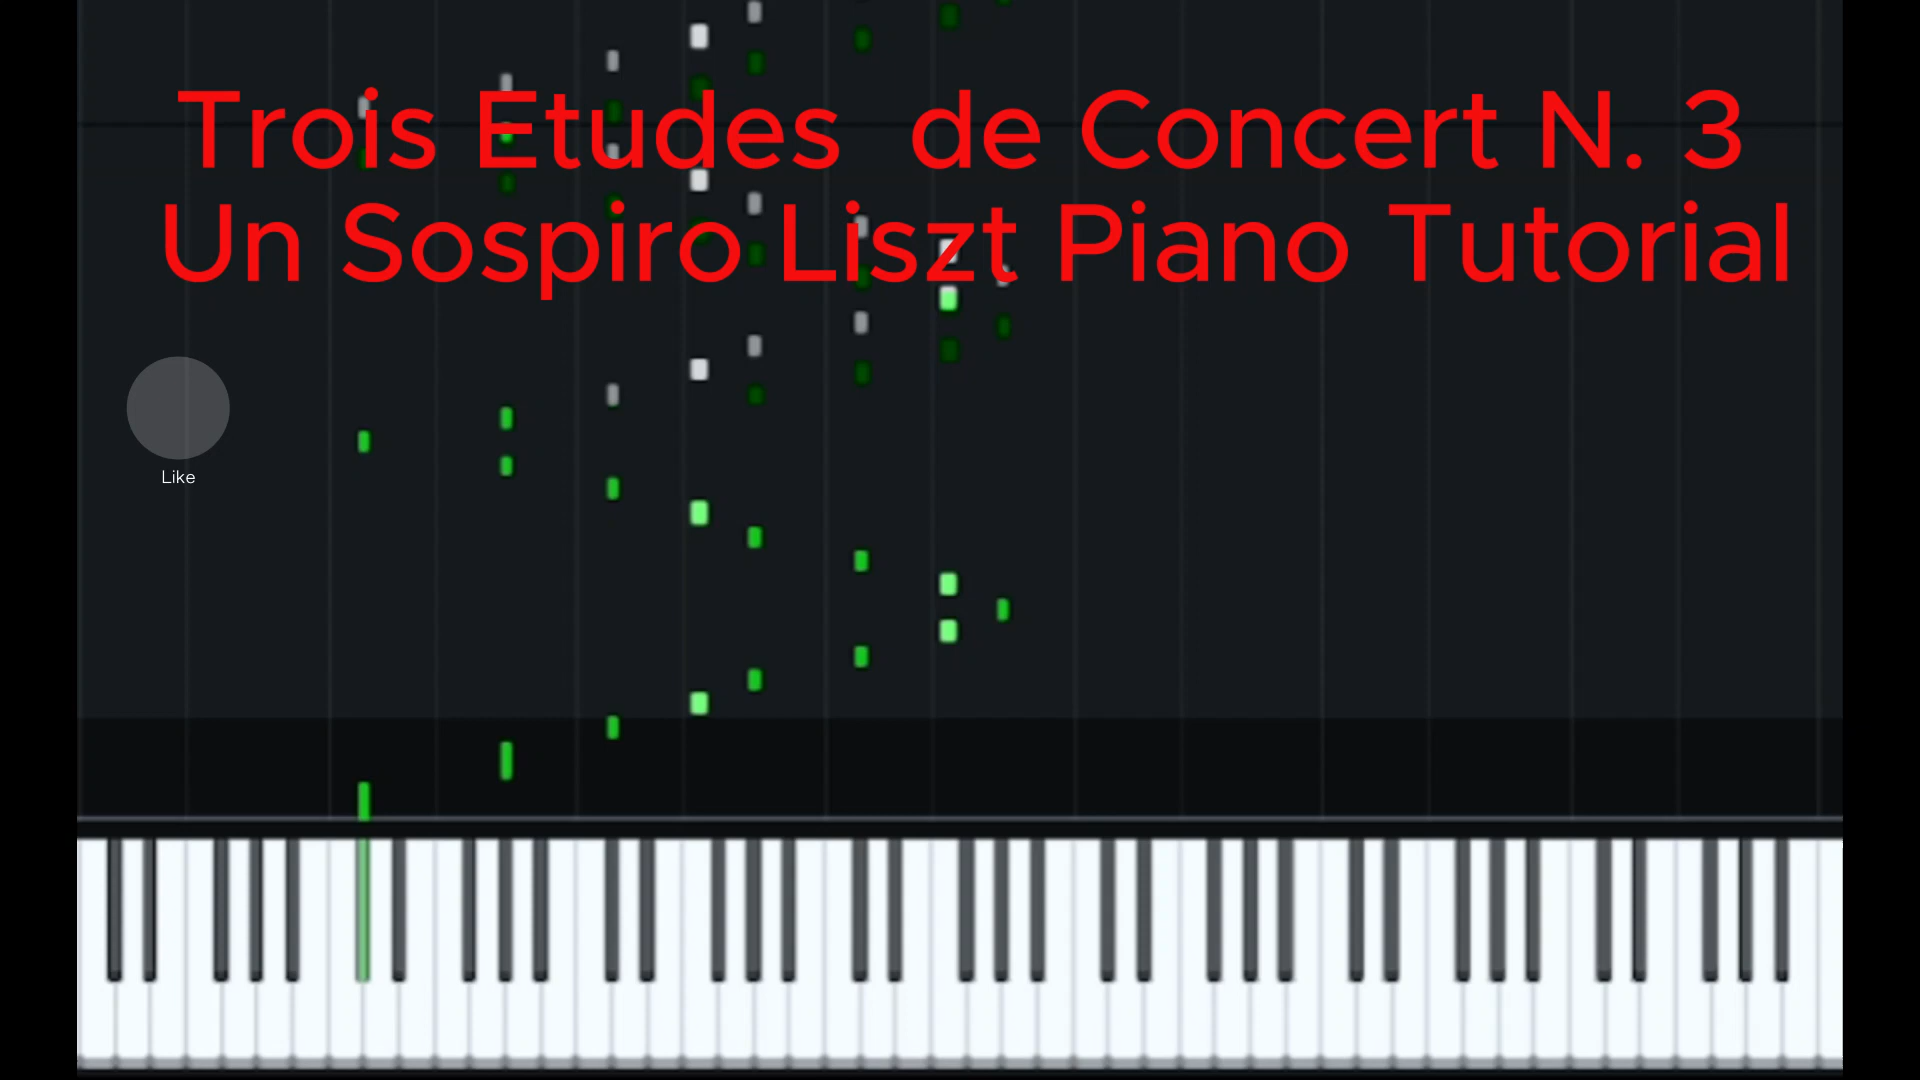 Trois Etudes  de Concert N. 3
Un Sospiro Liszt Piano Tutorial
Like